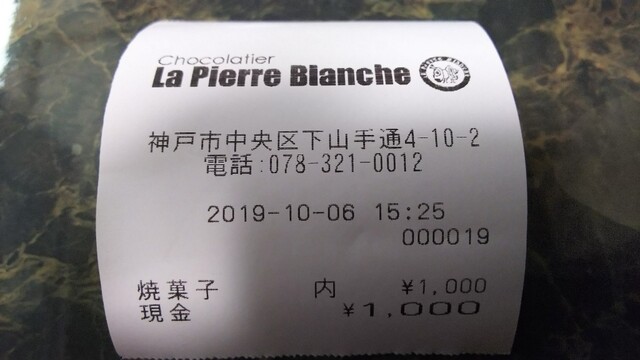 Chocolatier
La Pierre Blanche
神戸市中央区下山手通4-10-2
電話:078-321-0012
2019-10-06 15:25
000019
焼菓子 内 ¥1,000
現金 ¥1,000